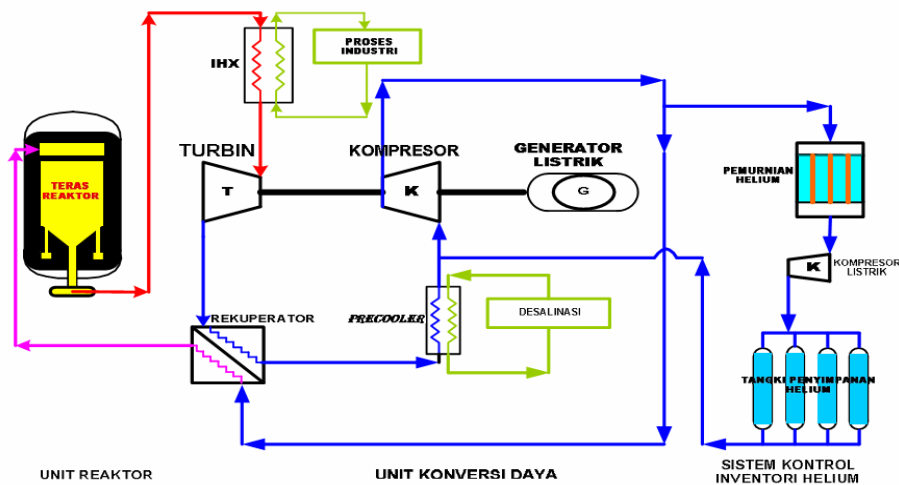 IHX
PROSES
INDUSTRI
TERAS
REAKTOR
TURBIN
KOMPRESOR
GENERATOR
LISTRIK
T
K
G
PEMURNIAN
HELIUM
K
KOMPRESOR
LISTRIK
REKUPERATOR
PRECOOLER
DESALINASI
TANGKI PENYIMPANAN
HELIUM
UNIT REAKTOR
UNIT KONVERSI DAYA
SISTEM KONTROL
INVENTORI HELIUM